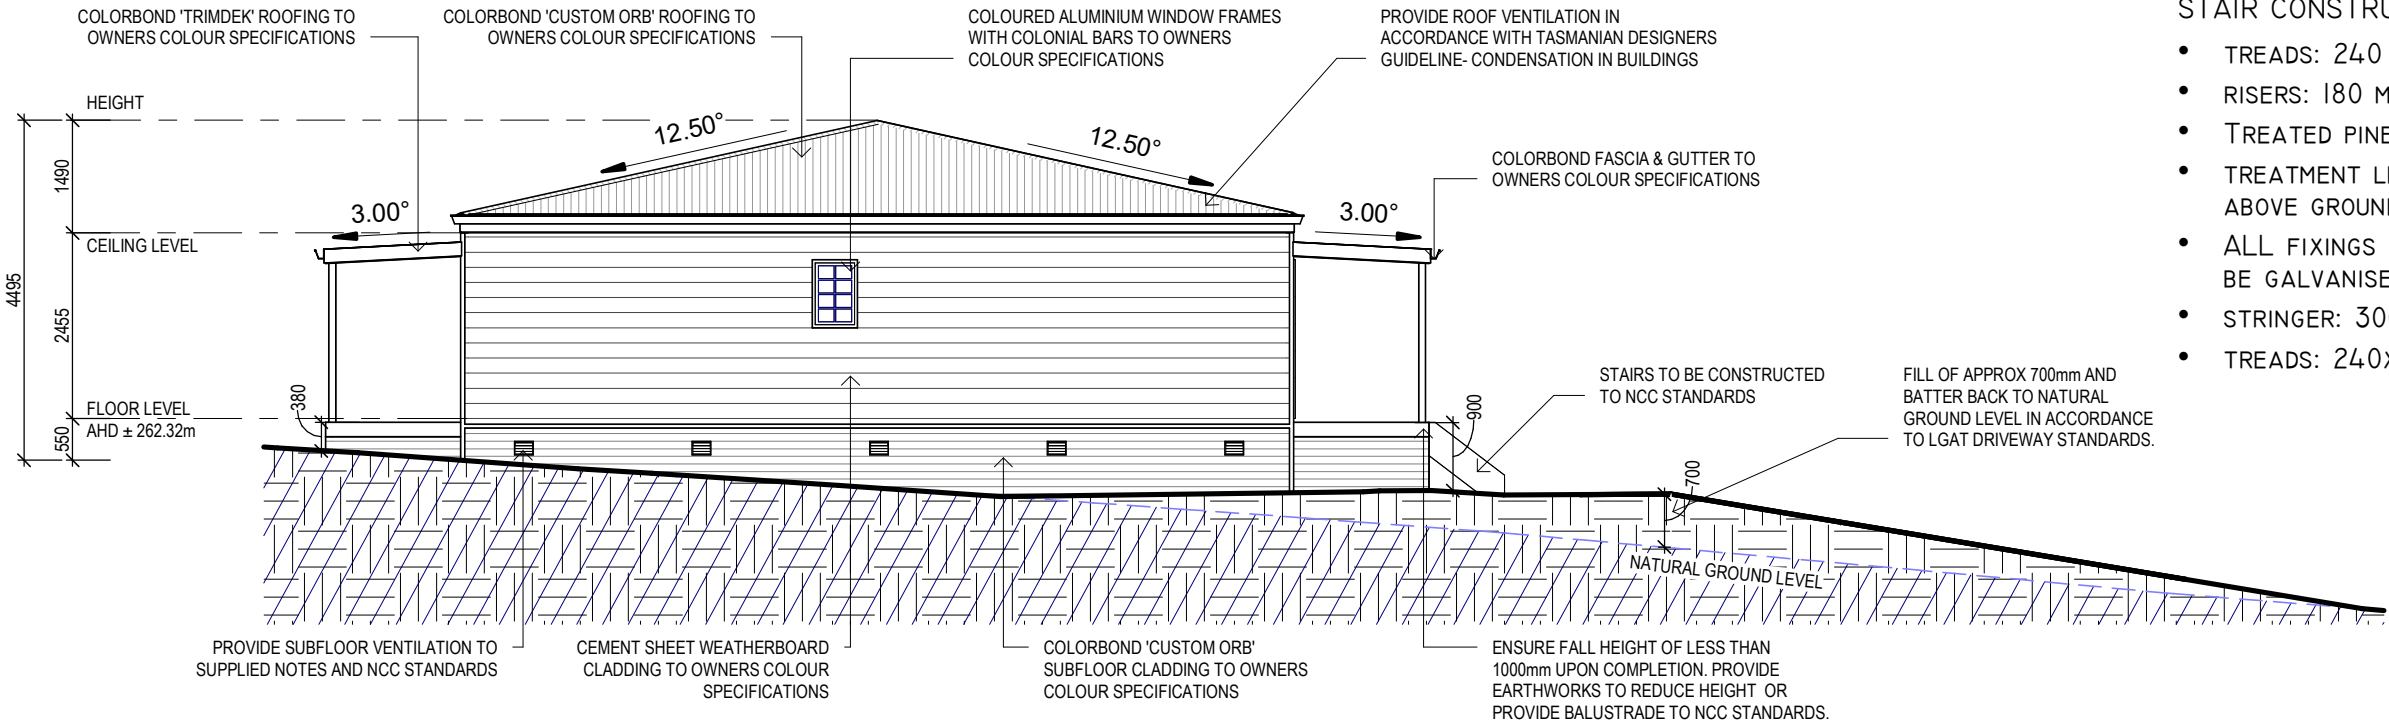 COLORBOND 'TRIMDEK' ROOFING TO
OWNERS COLOUR SPECIFICATIONS
COLORBOND 'CUSTOM ORB' ROOFING TO
OWNERS COLOUR SPECIFICATIONS
COLOURED ALUMINIUM WINDOW FRAMES
WITH COLONIAL BARS TO OWNERS
COLOUR SPECIFICATIONS
PROVIDE ROOF VENTILATION IN
ACCORDANCE WITH TASMANIAN DESIGNERS
GUIDELINE- CONDENSATION IN BUILDINGS
STAIR CONSTRU
• TREADS: 240
• RISERS: 180 M
• TREATED PINE
• TREATMENT L
ABOVE GROUN
• ALL FIXINGS
BE GALVANISE
• STRINGER: 30
• TREADS: 240X
HEIGHT
12.50°
12.50°
COLORBOND FASCIA & GUTTER TO
OWNERS COLOUR SPECIFICATIONS
1490
3.00°
3.00°
CEILING LEVEL
4495
2455
FLOOR LEVEL
AHD ± 262.32m
380
550
900
STAIRS TO BE CONSTRUCTED
TO NCC STANDARDS
FILL OF APPROX 700mm AND
BATTER BACK TO NATURAL
GROUND LEVEL IN ACCORDANCE
TO LGAT DRIVEWAY STANDARDS.
700
NATURAL GROUND LEVEL
PROVIDE SUBFLOOR VENTILATION TO
SUPPLIED NOTES AND NCC STANDARDS
CEMENT SHEET WEATHERBOARD
CLADDING TO OWNERS COLOUR
SPECIFICATIONS
COLORBOND 'CUSTOM ORB'
SUBFLOOR CLADDING TO OWNERS
COLOUR SPECIFICATIONS
ENSURE FALL HEIGHT OF LESS THAN
1000mm UPON COMPLETION. PROVIDE
EARTHWORKS TO REDUCE HEIGHT OR
PROVIDE BALUSTRADE TO NCC STANDARDS.